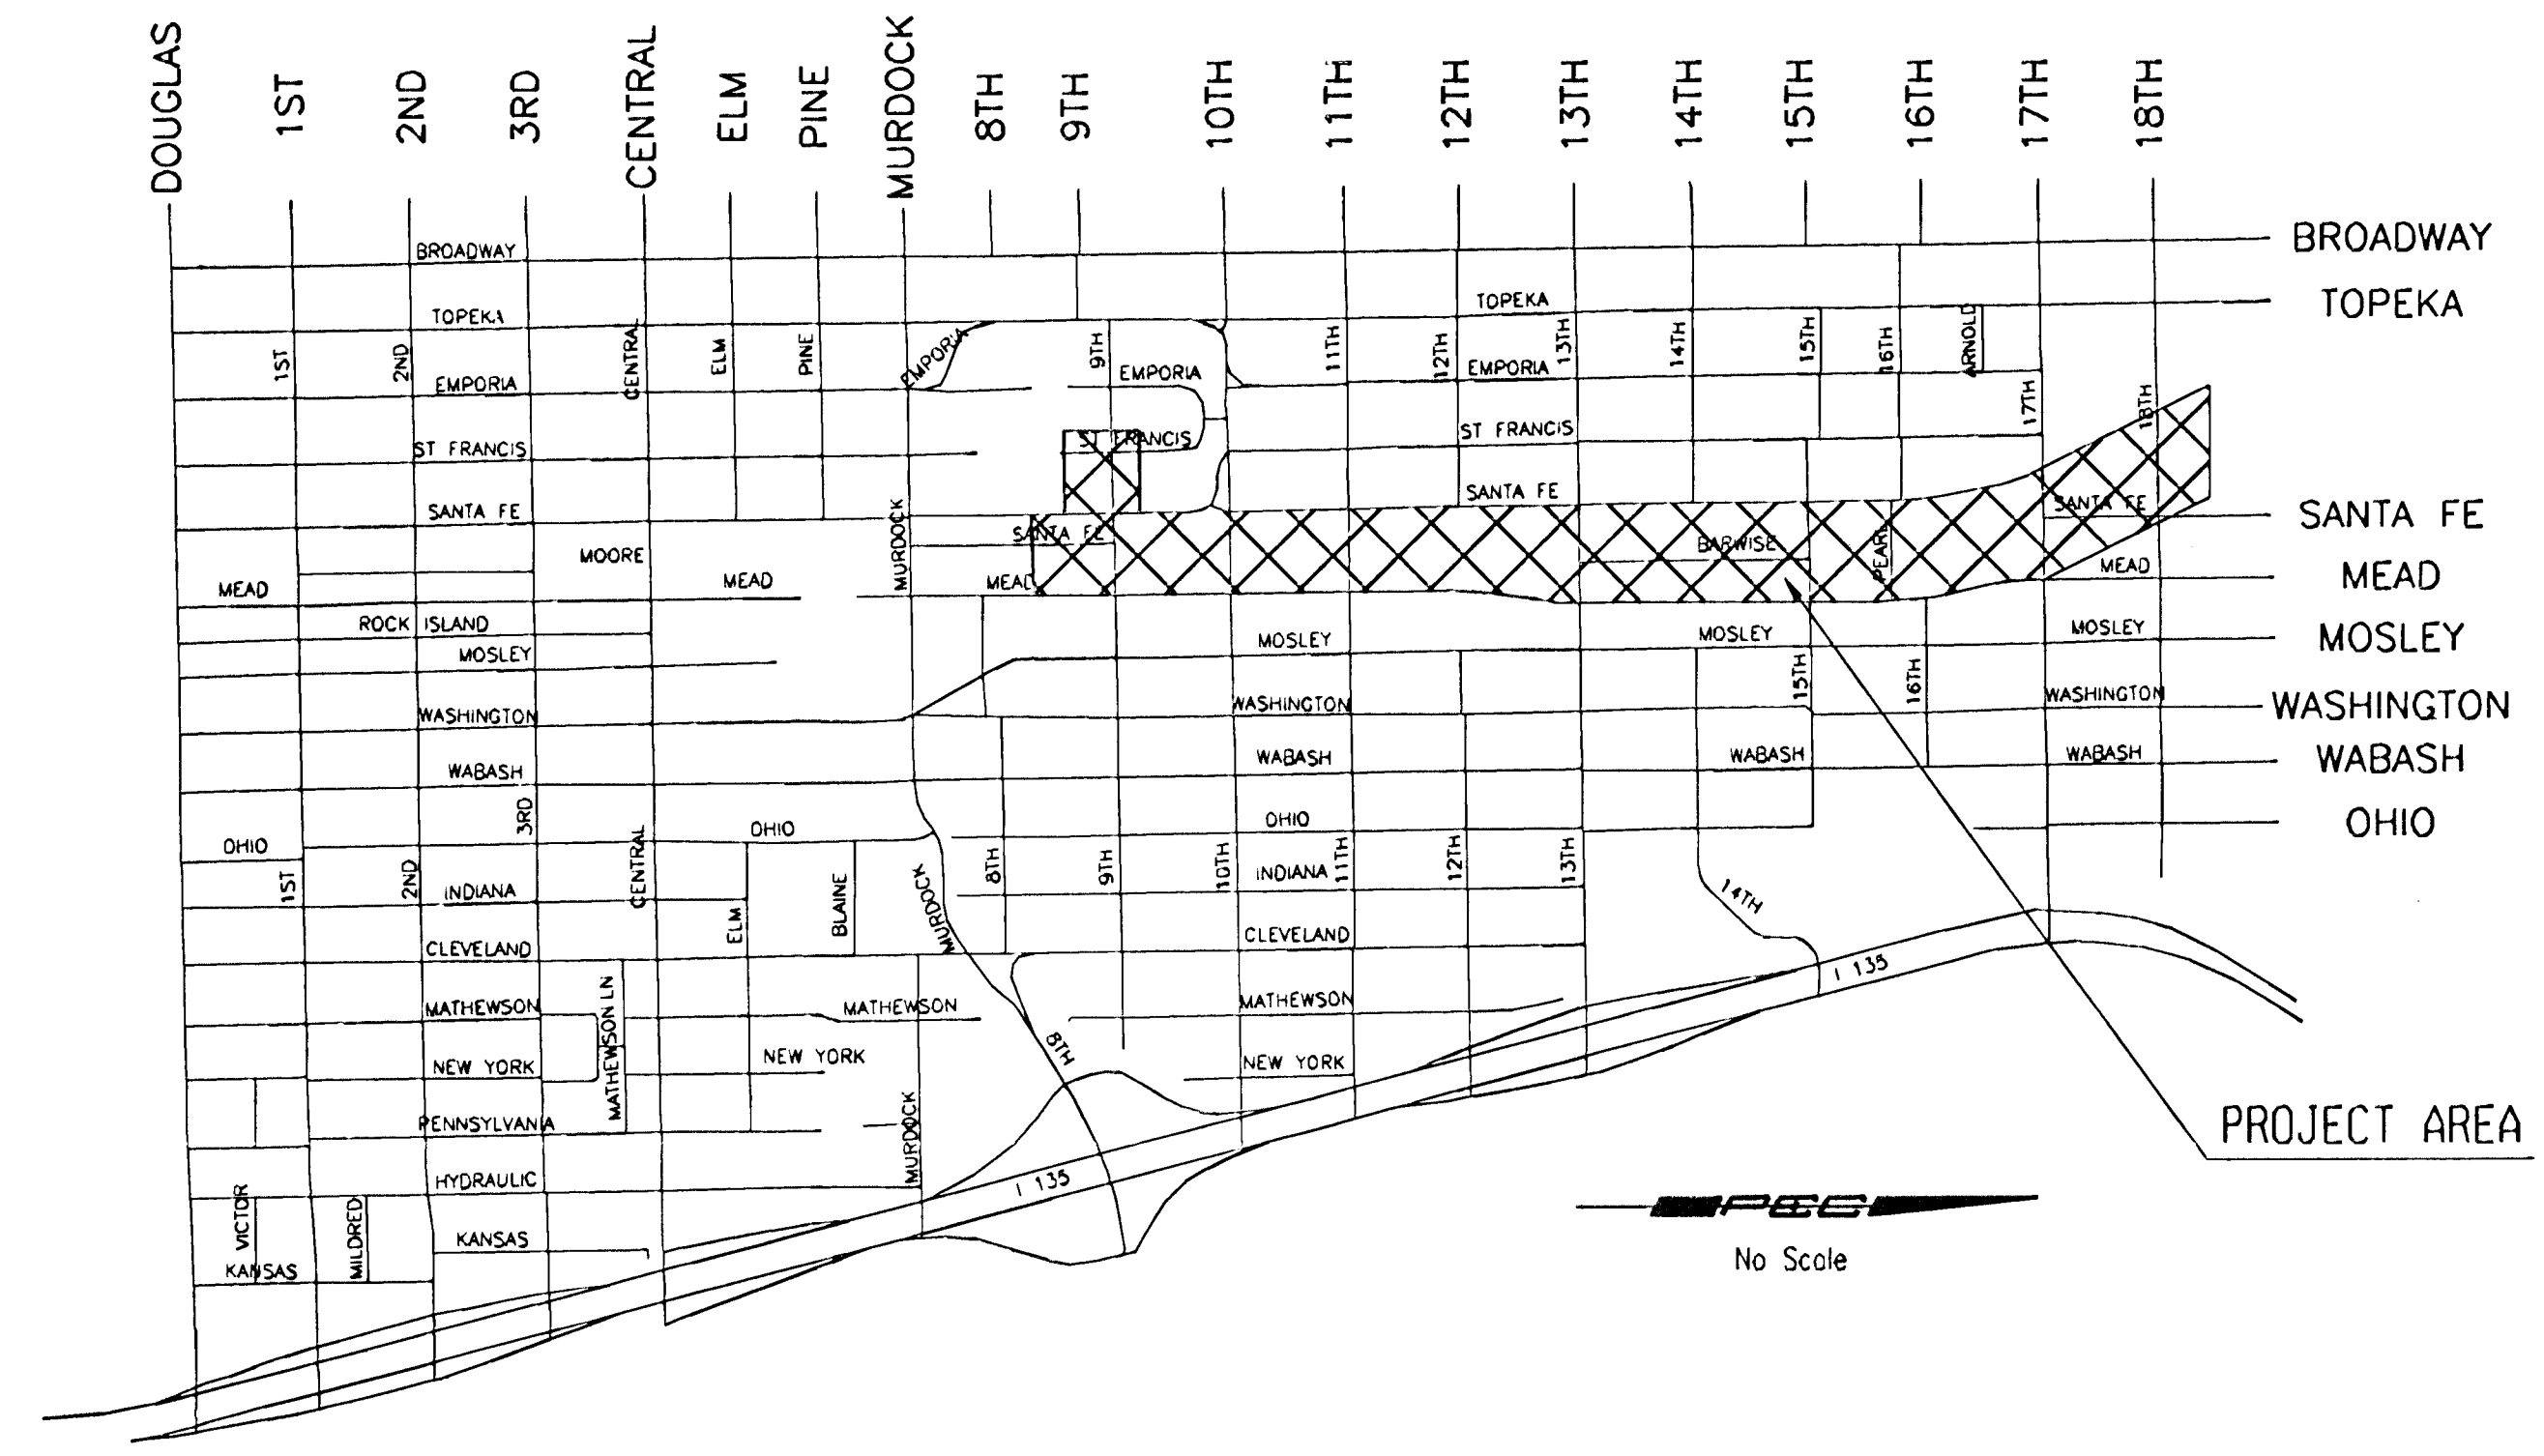 DOUGLAS
1ST
2ND
3RD
CENTRAL
ELM
PINE
MURDOCK
8TH
9TH
10TH
11TH
12TH
13TH
14TH
15TH
16TH
17TH
18TH
BROADWAY
BROADWAY
TOPEKA
TOPEKA
TOPEKA
1ST
2ND
CENTRAL
ELM
PINE
EMPORIA
9TH
11TH
12TH
13TH
14TH
15TH
16TH
ARNOLD
EMPORIA
EMPORIA
EMPORIA
17TH
18TH
ST FRANCIS
ST FRANCIS
ST FRANCIS
SANTA FE
MURDOCK
SANTA FE
SANTA FE
SANTA FE
SANTA FE
MOORE
BARWISE
PEARL
MEAD
MEAD
MEAD
MEAD
MEAD
ROCK ISLAND
MOSLEY
MOSLEY
MOSLEY
MOSLEY
MOSLEY
15TH
16TH
WASHINGTON
WASHINGTON
WASHINGTON
WASHINGTON
WABASH
WABASH
WABASH
WABASH
WABASH
3RD
OHIO
OHIO
OHIO
OHIO
1ST
2ND
CENTRAL
INDIANA
ELM
BLAINE
MURDOCK
8TH
9TH
10TH
INDIANA
11TH
12TH
13TH
14TH
CLEVELAND
CLEVELAND
I 135
MATHEWSON
MATHEWSON LN
MATHEWSON
MATHEWSON
NEW YORK
NEW YORK
8TH
NEW YORK
PENNSYLVANIA
MURDOCK
PROJECT AREA
HYDRAULIC
I 135
VICTOR
MILDRED
KANSAS
KANSAS
PEC
No Scale